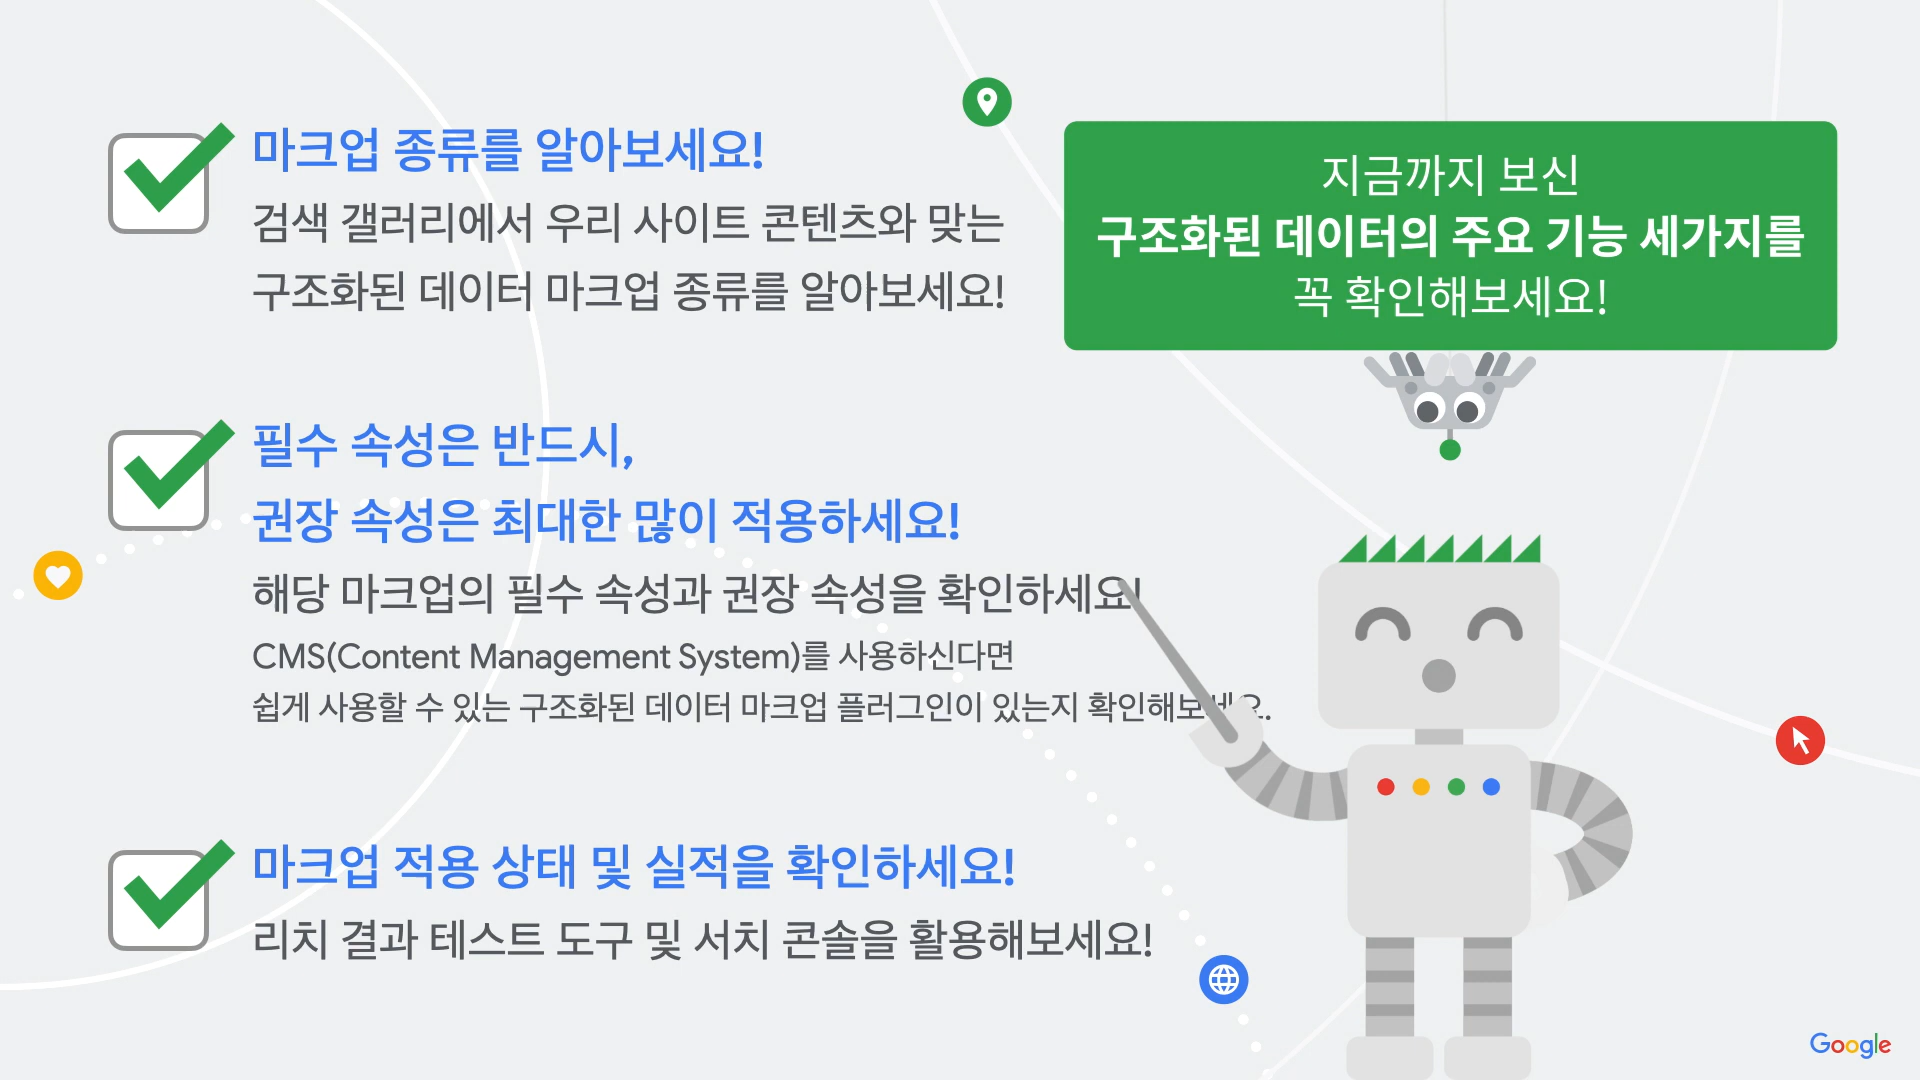 마크업 종류를 알아보세요!
검색 갤러리에서 우리 사이트 콘텐츠와 맞는
구조화된 데이터 마크업 종류를 알아보세요!
필수 속성은 반드시,
권장 속성은 최대한 많이 적용하세요!
해당 마크업의 필수 속성과 권장 속성을 확인하세요!
CMS(Content Management System)를 사용하신다면
쉽게 사용할 수 있는 구조화된 데이터 마크업 플러그인이 있는지 확인해보세요.
마크업 적용 상태 및 실적을 확인하세요!
리치 결과 테스트 도구 및 서치 콘솔을 활용해보세요!
지금까지 보신
구조화된 데이터의 주요 기능 세가지를
꼭 확인해보세요!
Google